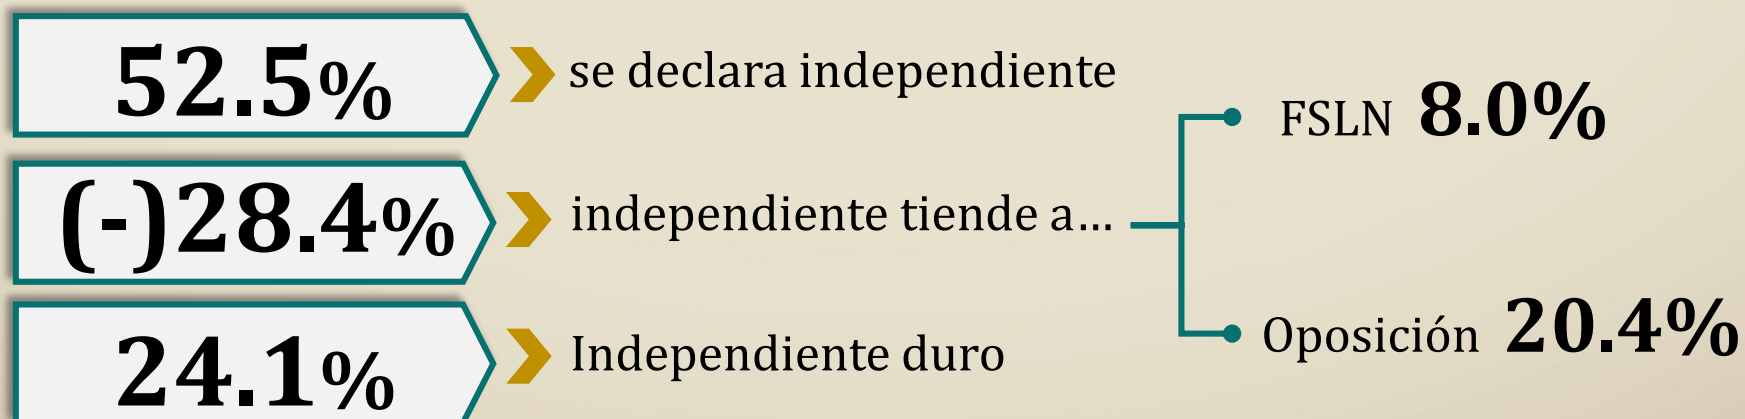 52.5% se declara independiente
(-)28.4% independiente tiende a...
FSLN 8.0%
Oposición 20.4%
24.1% Independiente duro